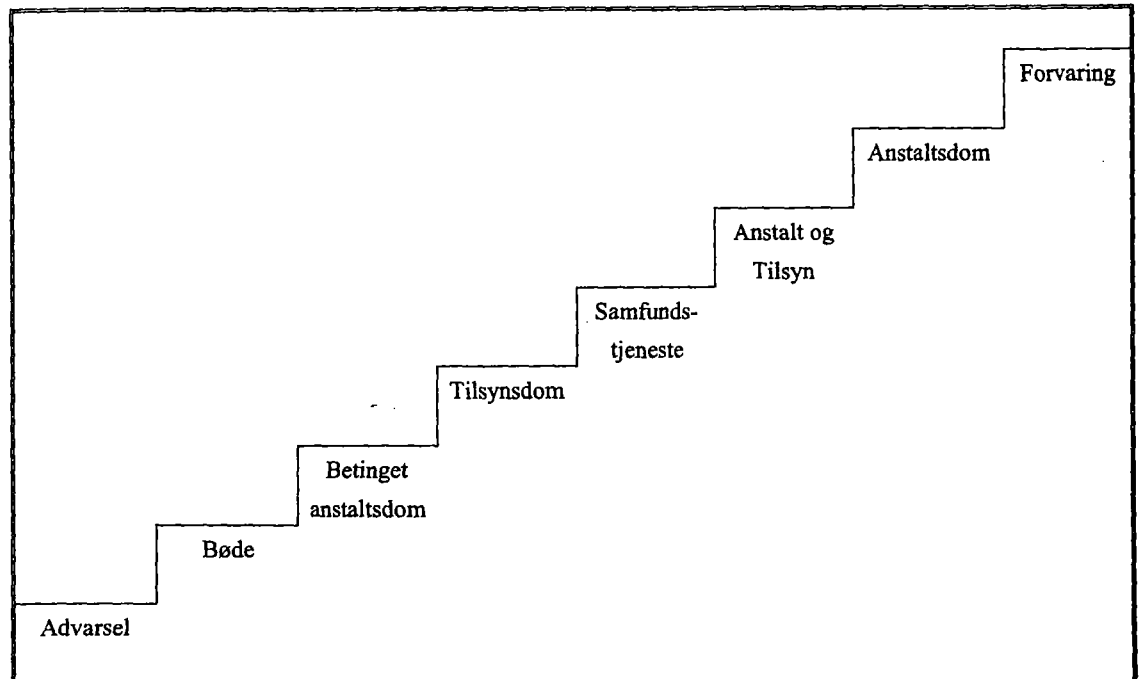 Forvaring
Anstaltsdom
Anstalt og
Tilsyn
Samfunds-
tjeneste
Tilsynsdom
Betinget
anstaltsdom
Bøde
Advarsel